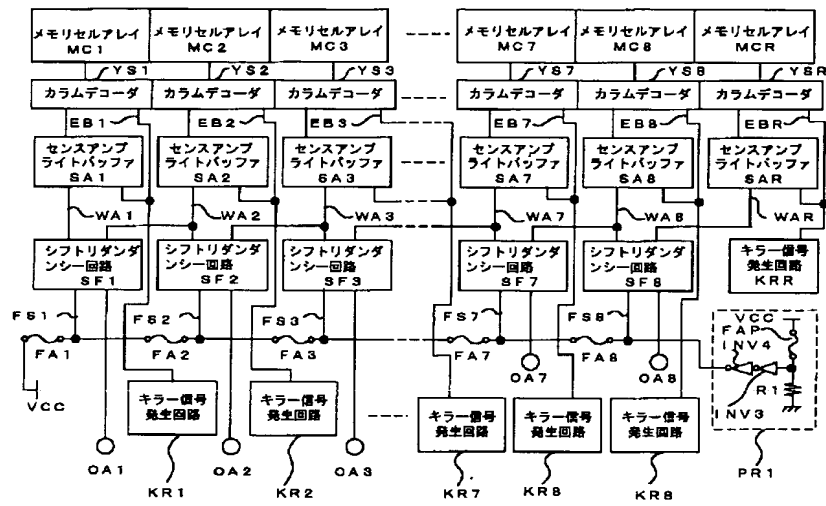 メモリセルアレイ メモリセルアレイ メモリセルアレイ メモリセルアレイ メモリセルアレイ メモリセルアレイ
MC1 MC2 MC3 MC7 MC8 MCR
YS1 YS2 YS3 YS7 YS8 YSR
カラムデコーダ カラムデコーダ カラムデコーダ カラムデコーダ カラムデコーダ カラムデコーダ
EB1 EB2 EB3 EB7 EB8 EBR
センスアンプ センスアンプ センスアンプ センスアンプ センスアンプ センスアンプ
ライトバッファ ライトバッファ ライトバッファ ライトバッファ ライトバッファ ライトバッファ
SA1 SA2 SA3 SA7 SA8 SAR
WA1 WA2 WA3 WA7 WA8 WAR
シフトリダンダ シフトリダンダ シフトリダンダ シフトリダンダ シフトリダンダ キラー信号
ンシー回路 ンシー回路 ンシー回路 ンシー回路 ンシー回路 発生回路
SF1 SF2 SF3 SF7 SF8 KRR
FS1 FS2 FS3 FS7 FS8 VCC
FAP
INV4
FA1 FA2 FA3 FA7 FA8
OA7 OA8 R1
VCC キラー信号 キラー信号 キラー信号 キラー信号 キラー信号 INV3
発生回路 発生回路 発生回路 発生回路 発生回路
OA1 OA2 OA3 PR1
KR1 KR2 KR7 KR8 KR8